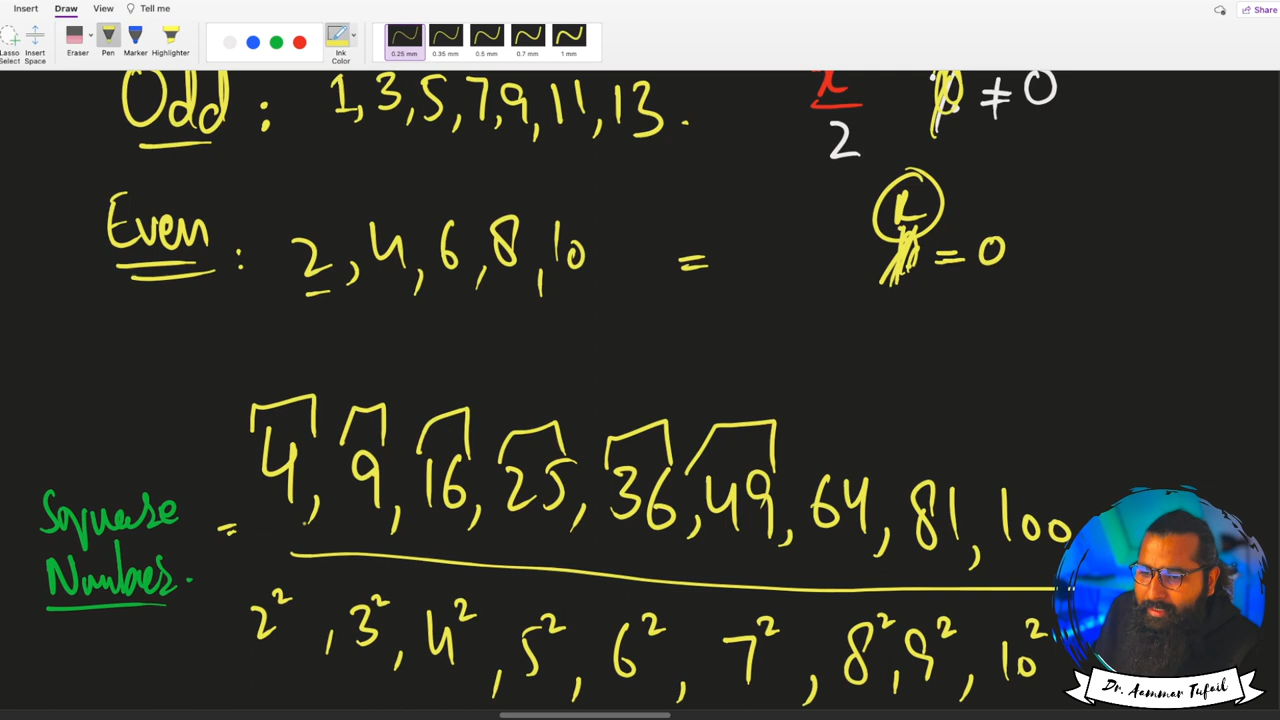 Insert Draw View Tell me Share
Lasso Select Insert Space Eraser Pen Marker Highlighter Ink Color 0.25 mm 0.35 mm 0.5 mm 0.7 mm 1 mm
Odd : 1, 3, 5, 7, 9, 11, 13 .
2
≠ 0
Even : 2, 4, 6, 8, 10 =
= 0
4, 9, 16, 25, 36, 49, 64, 81, 100
Square Numbers. =
2², 3², 4², 5², 6², 7², 8², 9², 10²
Dr. Aammar Tufail